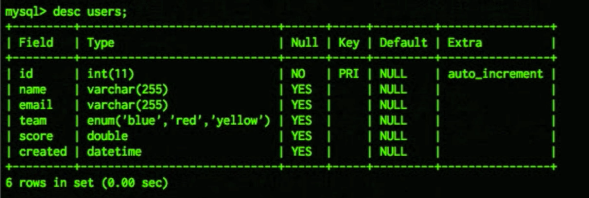 mysql> desc users;
+---------+-----------------------------+------+-----+---------+----------------+
| Field | Type | Null | Key | Default | Extra |
+---------+-----------------------------+------+-----+---------+----------------+
| id | int(11) | NO | PRI | NULL | auto_increment |
| name | varchar(255) | YES | | NULL | |
| email | varchar(255) | YES | | NULL | |
| team | enum('blue','red','yellow') | YES | | NULL | |
| score | double | YES | | NULL | |
| created | datetime | YES | | NULL | |
+---------+-----------------------------+------+-----+---------+----------------+
6 rows in set (0.00 sec)